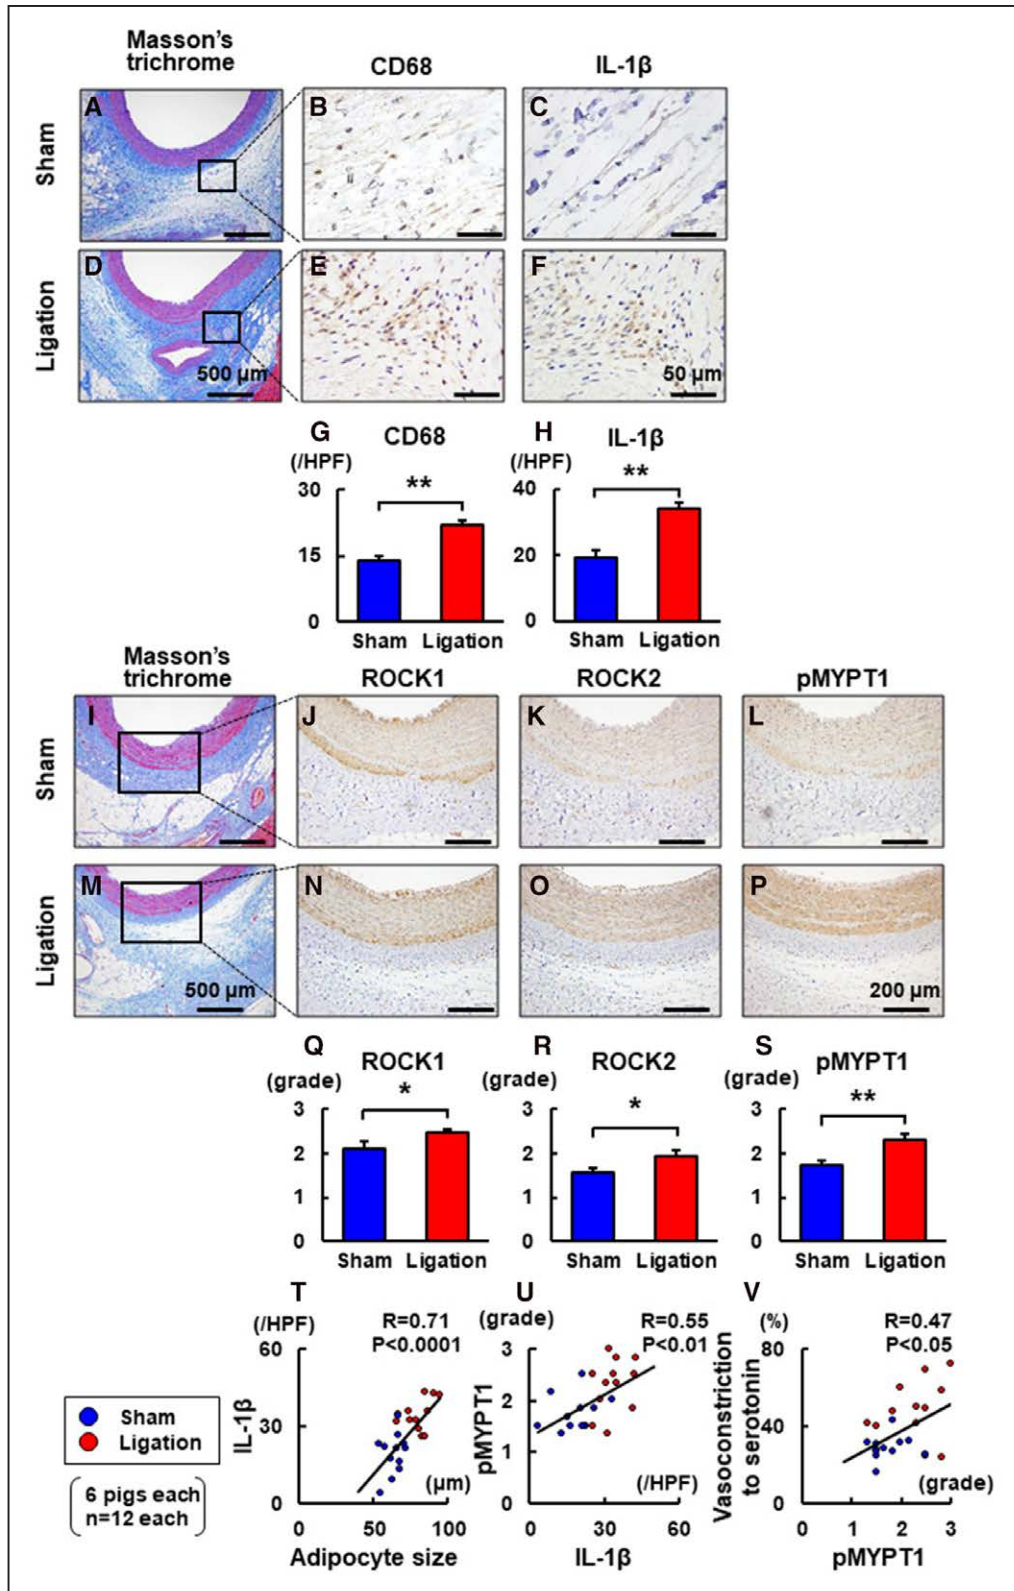 Masson's
trichrome
CD68
IL-1β
Sham
A
B
C
Ligation
D
E
F
500 μm
50 μm
G
CD68
(/HPF)
**
30
15
0
Sham
Ligation
H
IL-1β
(/HPF)
**
40
20
0
Sham
Ligation
Masson's
trichrome
ROCK1
ROCK2
pMYPT1
Sham
I
J
K
L
Ligation
M
N
O
P
500 μm
200 μm
Q
ROCK1
(grade)
*
3
2
1
0
Sham
Ligation
R
ROCK2
(grade)
*
3
2
1
0
Sham
Ligation
S
pMYPT1
(grade)
**
3
2
1
0
Sham
Ligation
Sham
Ligation
6 pigs each
n=12 each
T
(/HPF)
R=0.71
P<0.0001
60
30
0
IL-1β
(μm)
0
50
100
Adipocyte size
U
(grade)
R=0.55
P<0.01
3
2
1
0
pMYPT1
(/HPF)
0
30
60
IL-1β
V
(%)
R=0.47
P<0.05
80
40
0
Vasoconstriction
to serotonin
(grade)
0
1
2
3
pMYPT1